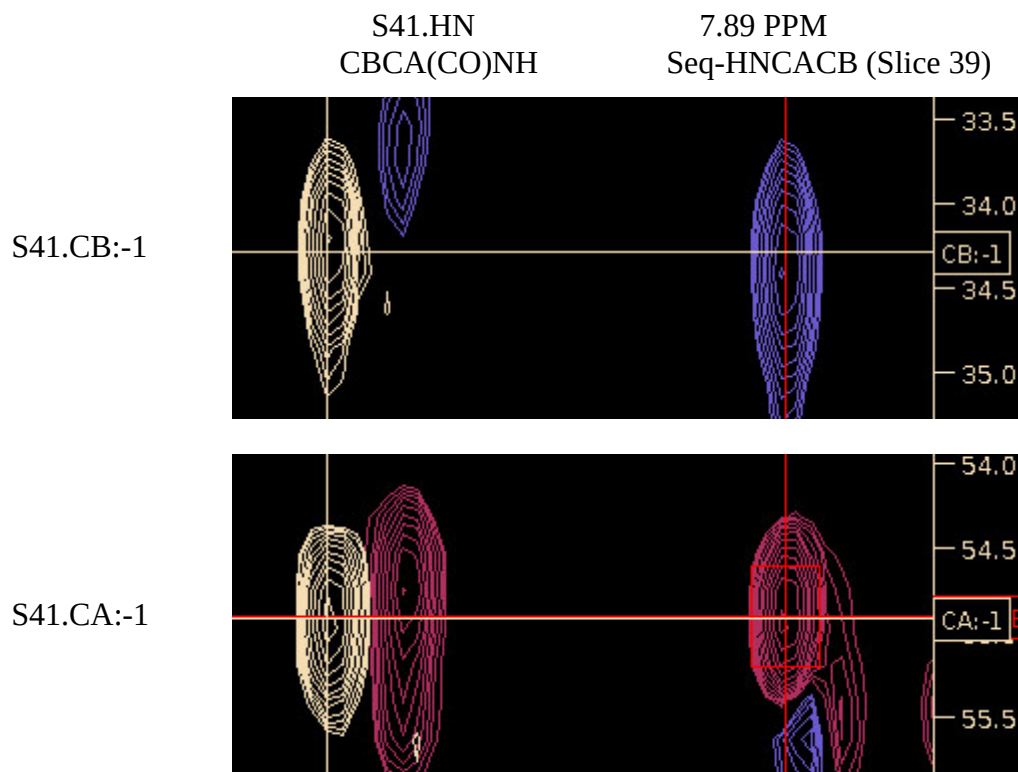 S41.HN 7.89 PPM
CBCA(CO)NH Seq-HNCACB (Slice 39)
33.5
34.0
S41.CB:-1
CB:-1
34.5
35.0
54.0
54.5
S41.CA:-1
CA:-1
55.5